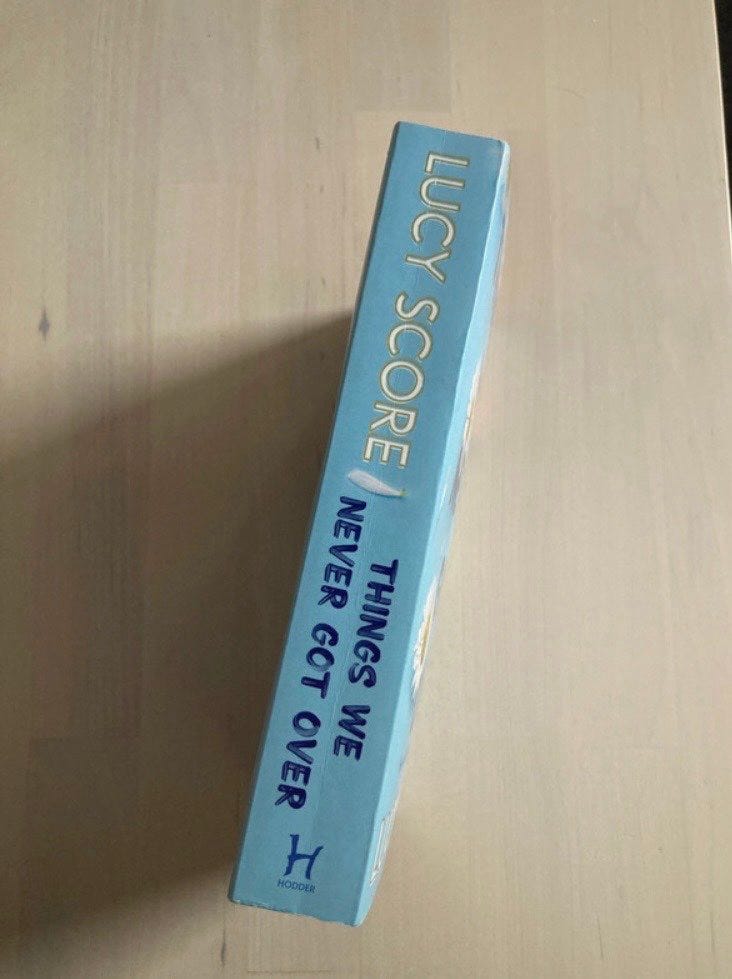 LUCY SCORE
THINGS WE
NEVER GOT OVER
H
HODDER